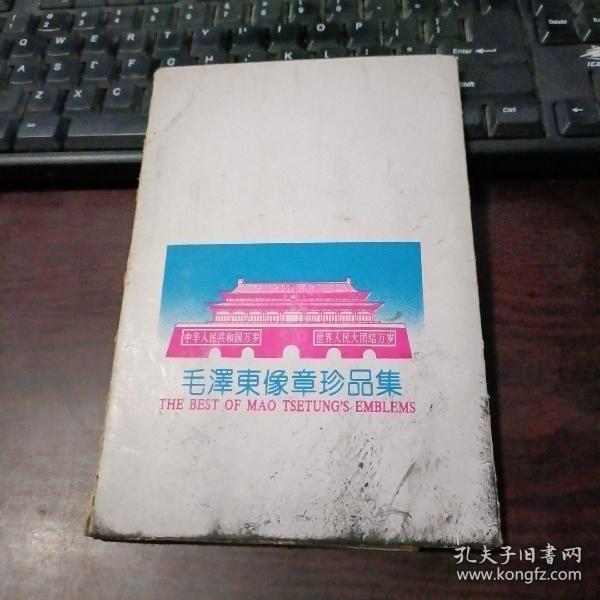 中华人民共和国万岁
世界人民大团结万岁
毛澤東像章珍品集
THE BEST OF MAO TSETUNG'S EMBLEMS
孔夫子旧書网
www.kongfz.com